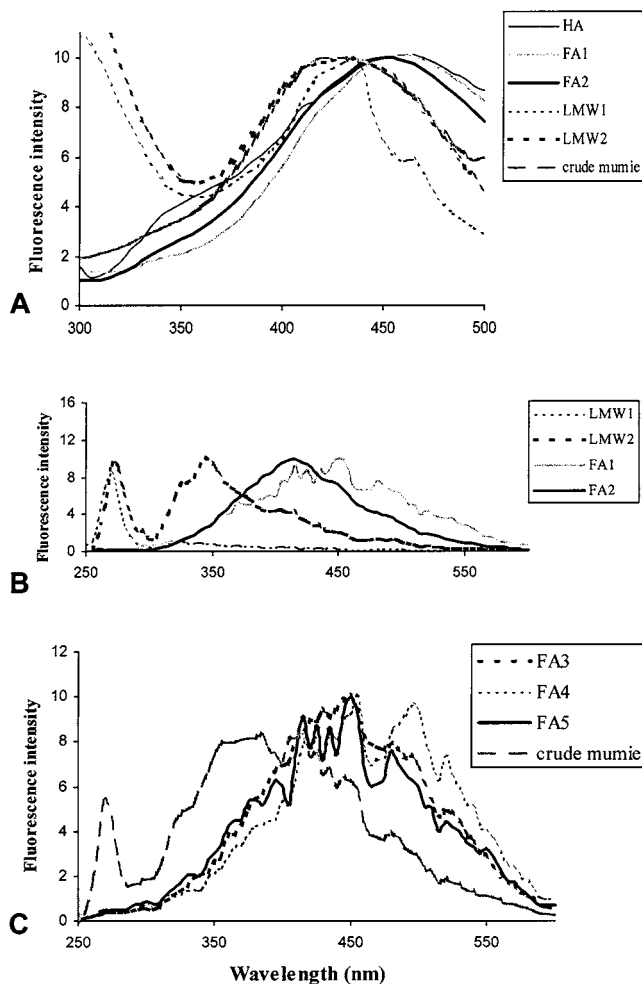 HA
FA1
FA2
LMW1
LMW2
crude mumie
Fluorescence intensity
10
8
6
4
2
0
300 350 400 450 500
A
LMW1
LMW2
FA1
FA2
Fluorescence intensity
16
12
8
4
0
250 350 450 550
B
FA3
FA4
FA5
crude mumie
Fluorescence intensity
12
10
8
6
4
2
0
250 350 450 550
C
Wavelength (nm)